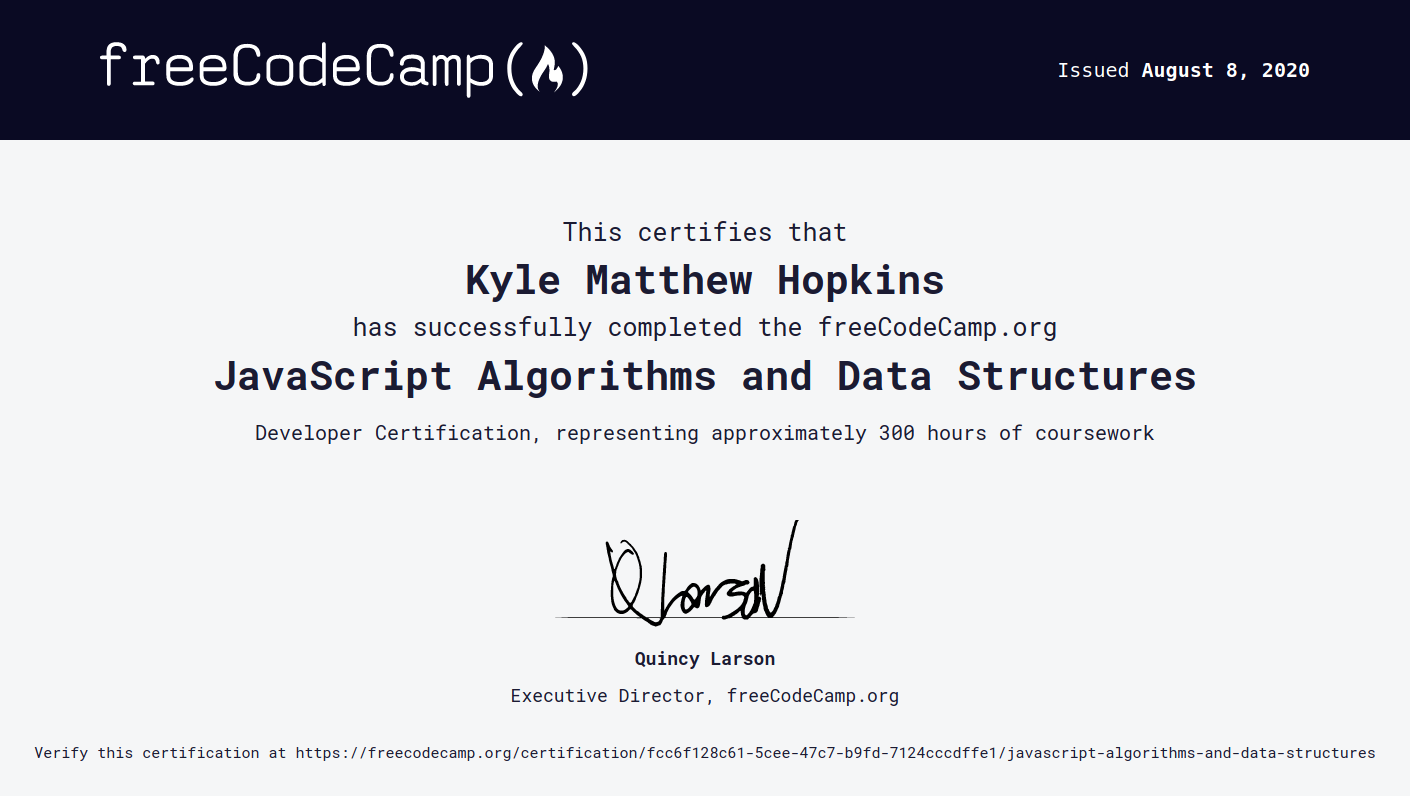 freeCodeCamp(🔥)
Issued August 8, 2020
This certifies that
Kyle Matthew Hopkins
has successfully completed the freeCodeCamp.org
JavaScript Algorithms and Data Structures
Developer Certification, representing approximately 300 hours of coursework
Q Larson
Quincy Larson
Executive Director, freeCodeCamp.org
Verify this certification at https://freecodecamp.org/certification/fcc6f128c61-5cee-47c7-b9fd-7124cccdffe1/javascript-algorithms-and-data-structures